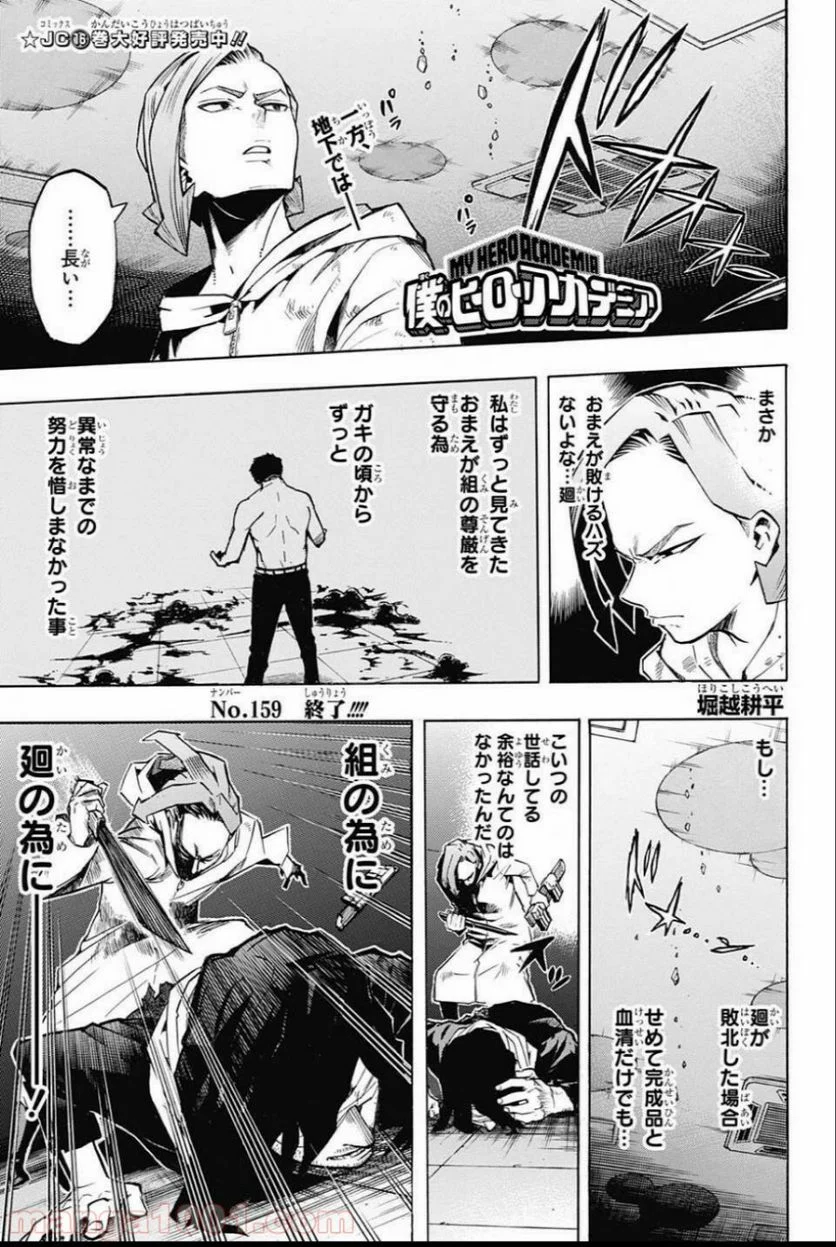 ★JC⑯巻大好評発売中!!
一方、
地下では――
パラ
パラ
MY HERO ACADEMIA
僕のヒーローアカデミア
……長い…
まさか
おまえが敗けるハズ
ないよな…廻
私はずっと見てきた
おまえが組の尊厳を
守る為
ガキの頃から
ずっと
異常なまでの
努力を惜しまなかった事
堀越耕平
No.159 終了!!!!
もし…
廻が
敗北した場合
せめて完成品と
血清だけでも…
こいつの
世話してる
余裕なんてのは
なかったんだ。
組の為に
廻の為に――!